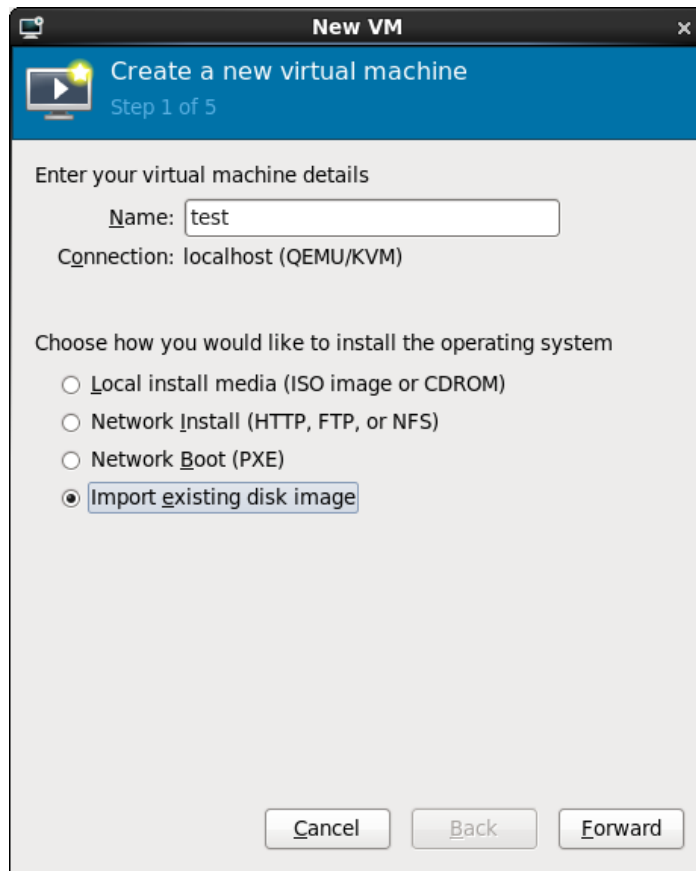 New VM
Create a new virtual machine
Step 1 of 5
Enter your virtual machine details
Name: test
Connection: localhost (QEMU/KVM)
Choose how you would like to install the operating system
Local install media (ISO image or CDROM)
Network Install (HTTP, FTP, or NFS)
Network Boot (PXE)
Import existing disk image
Cancel Back Forward